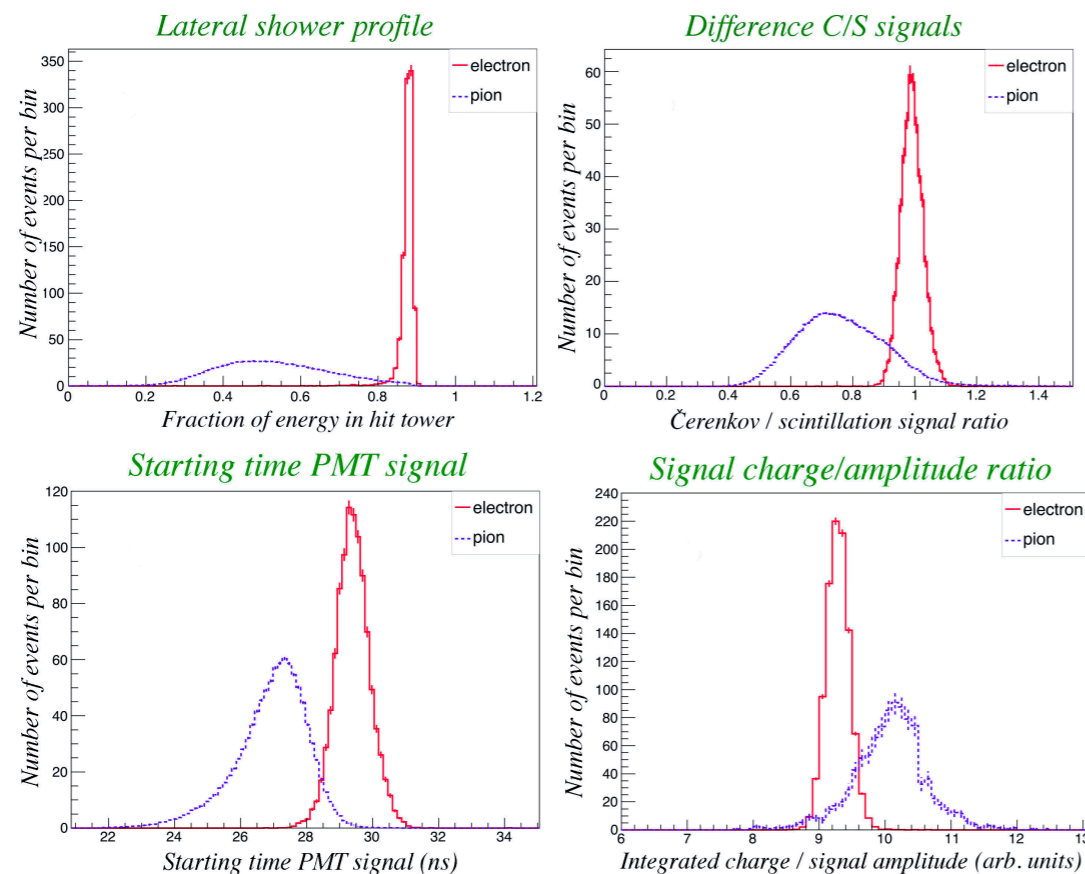 Lateral shower profile
Number of events per bin
350
300
250
200
150
100
50
0
0 0.2 0.4 0.6 0.8 1 1.2
Fraction of energy in hit tower
electron
pion
Difference C/S signals
Number of events per bin
60
50
40
30
20
10
0
0 0.2 0.4 0.6 0.8 1 1.2 1.4
Čerenkov / scintillation signal ratio
electron
pion
Starting time PMT signal
Number of events per bin
120
100
80
60
40
20
0
22 24 26 28 30 32 34
Starting time PMT signal (ns)
electron
pion
Signal charge/amplitude ratio
Number of events per bin
240
220
200
180
160
140
120
100
80
60
40
20
0
6 7 8 9 10 11 12 13
Integrated charge / signal amplitude (arb. units)
electron
pion